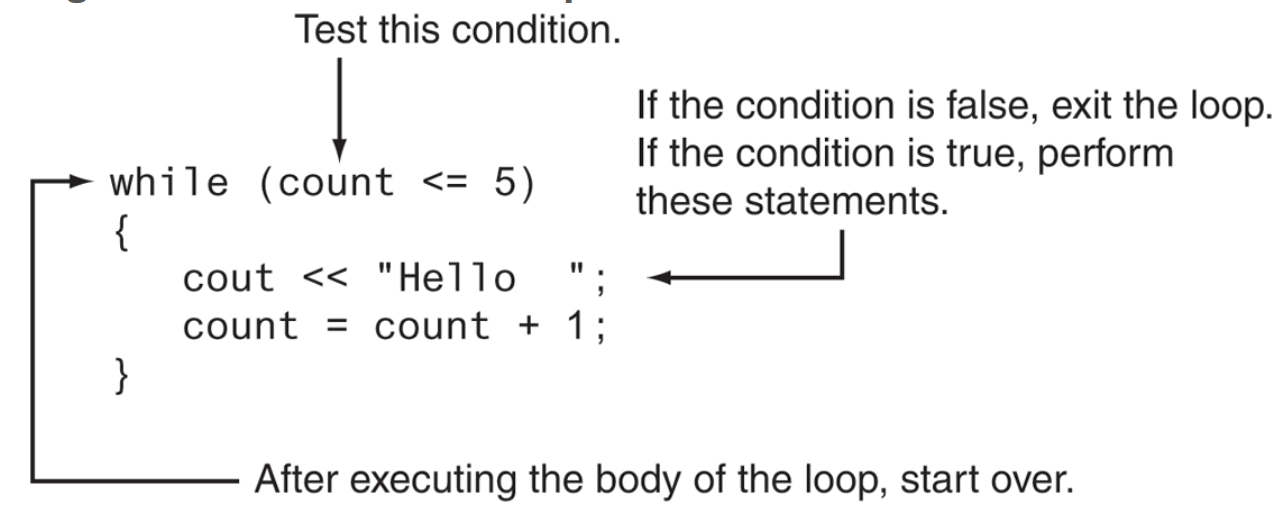 Test this condition.
If the condition is false, exit the loop.
If the condition is true, perform
these statements.
while (count <= 5)
{
cout << "Hello  ";
count = count + 1;
}
After executing the body of the loop, start over.